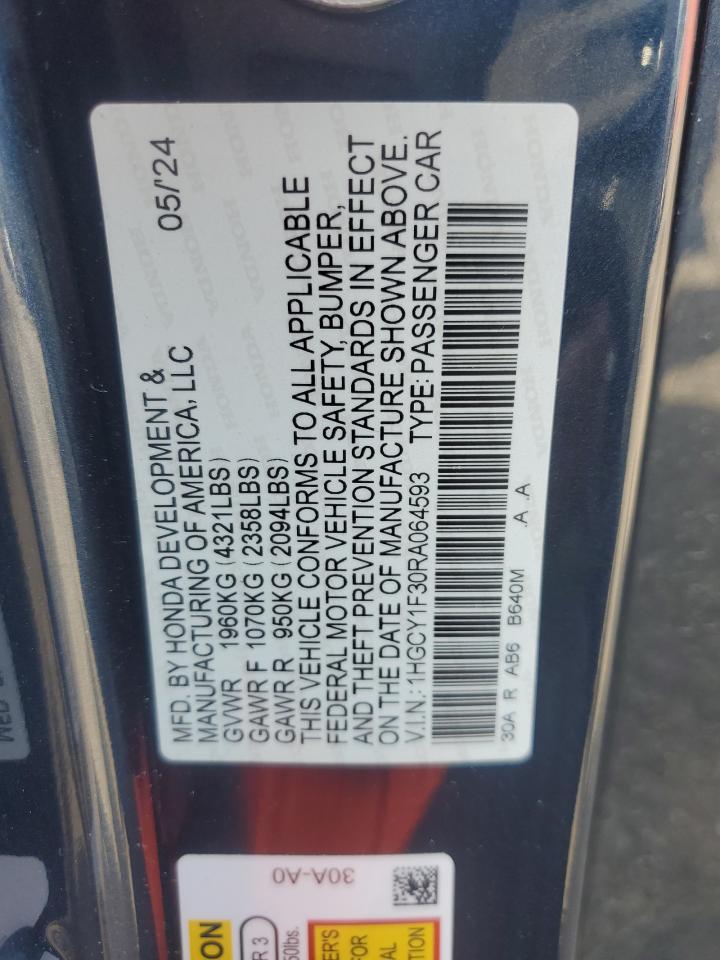 MFD. BY HONDA DEVELOPMENT & 05/'24
MANUFACTURING OF AMERICA, LLC
GVWR 1960KG (4321LBS)
GAWR F 1070KG (2358LBS)
GAWR R 950KG (2094LBS)
THIS VEHICLE CONFORMS TO ALL APPLICABLE
FEDERAL MOTOR VEHICLE SAFETY, BUMPER,
AND THEFT PREVENTION STANDARDS IN EFFECT
ON THE DATE OF MANUFACTURE SHOWN ABOVE.
V.I.N.: 1HGCY1F30RA064593 TYPE: PASSENGER CAR
30A R AB6 B640M .A .A
30A-A0